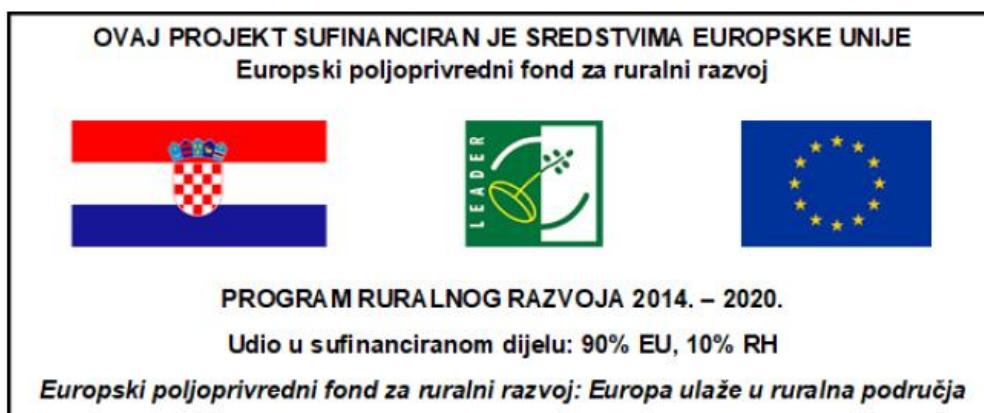 OVAJ PROJEKT SUFINANCIRAN JE SREDSTVIMA EUROPSKE UNIJE
Europski poljoprivredni fond za ruralni razvoj
LEADER
PROGRAM RURALNOG RAZVOJA 2014. – 2020.
Udio u sufinanciranom dijelu: 90% EU, 10% RH
Europski poljoprivredni fond za ruralni razvoj: Europa ulaže u ruralna područja